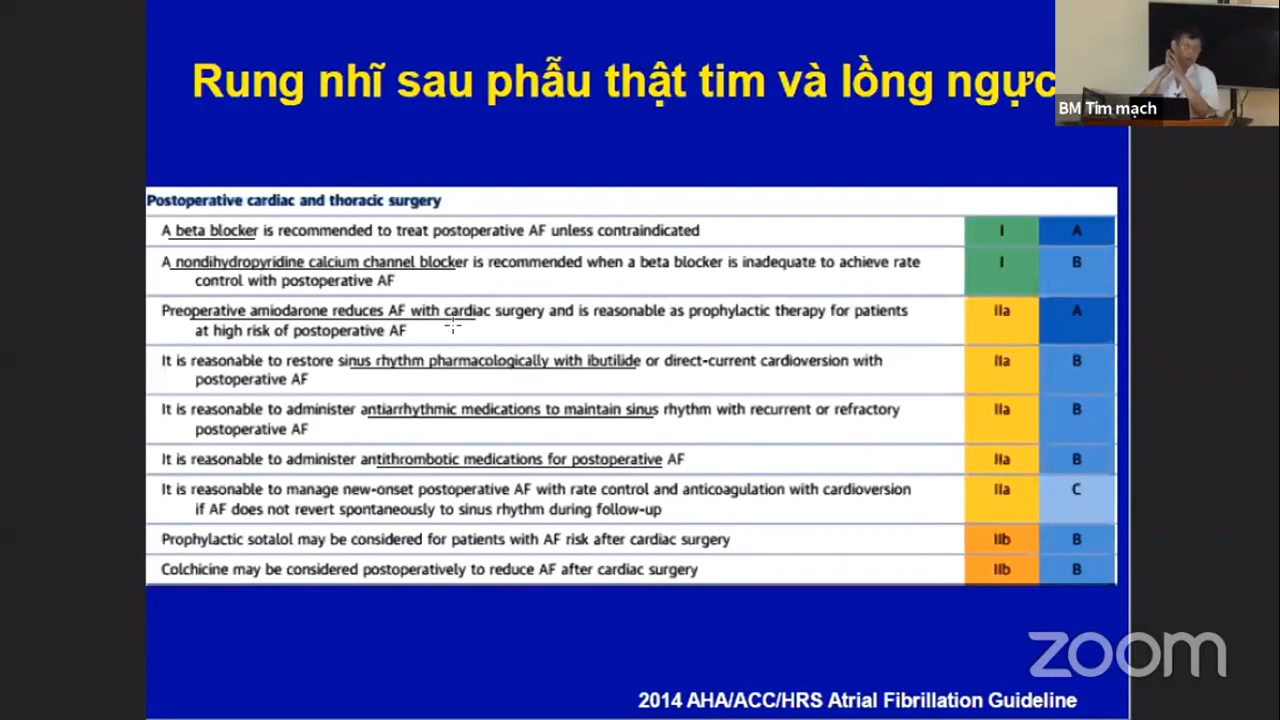 Rung nhĩ sau phẫu thật tim và lồng ngực
BM Tim mạch
Postoperative cardiac and thoracic surgery
A beta blocker is recommended to treat postoperative AF unless contraindicated
I
A
A nondihydropyridine calcium channel blocker is recommended when a beta blocker is inadequate to achieve rate
control with postoperative AF
I
B
Preoperative amiodarone reduces AF with cardiac surgery and is reasonable as prophylactic therapy for patients
at high risk of postoperative AF
IIa
A
It is reasonable to restore sinus rhythm pharmacologically with ibutilide or direct-current cardioversion with
postoperative AF
IIa
B
It is reasonable to administer antiarrhythmic medications to maintain sinus rhythm with recurrent or refractory
postoperative AF
IIa
B
It is reasonable to administer antithrombotic medications for postoperative AF
IIa
B
It is reasonable to manage new-onset postoperative AF with rate control and anticoagulation with cardioversion
if AF does not revert spontaneously to sinus rhythm during follow-up
IIa
C
Prophylactic sotalol may be considered for patients with AF risk after cardiac surgery
IIb
B
Colchicine may be considered postoperatively to reduce AF after cardiac surgery
IIb
B
zoom
2014 AHA/ACC/HRS Atrial Fibrillation Guideline